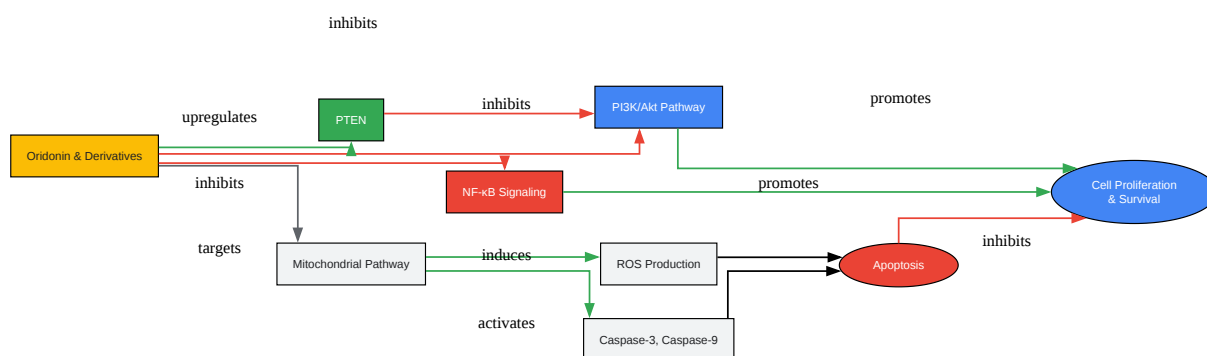 inhibits
promotes
upregulates
PTEN
inhibits
PI3K/Akt Pathway
Oridonin & Derivatives
inhibits
NF-κB Signaling
promotes
Cell Proliferation
& Survival
targets
Mitochondrial Pathway
induces
ROS Production
Apoptosis
inhibits
activates
Caspase-3, Caspase-9